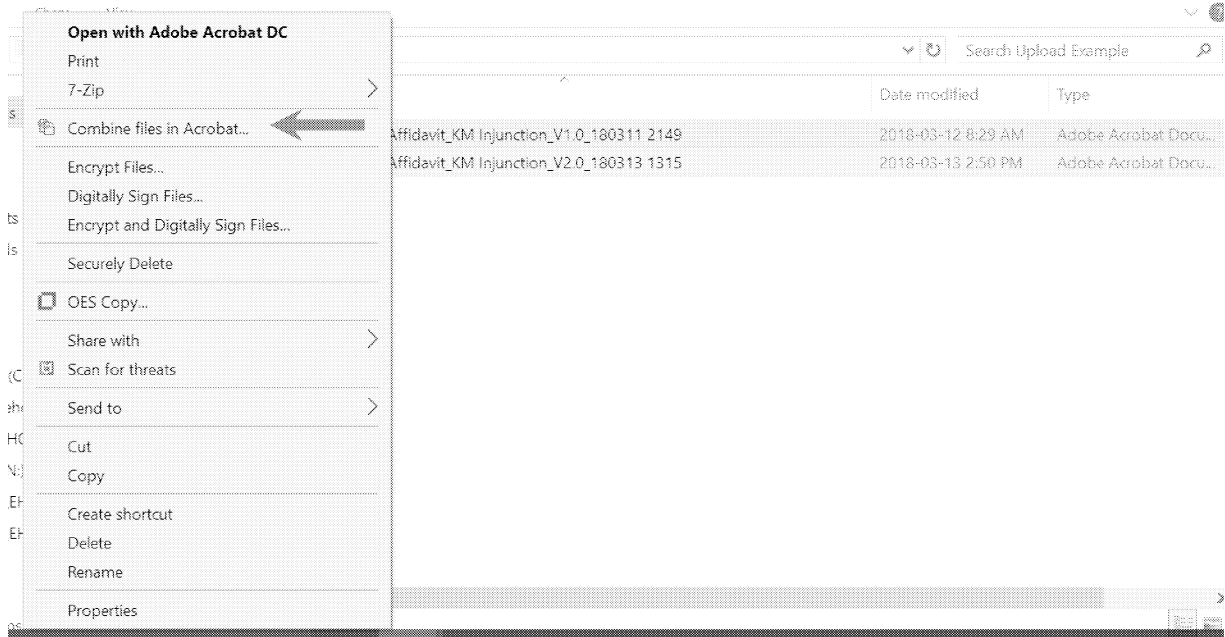 Share View
Open with Adobe Acrobat DC
Print
7-Zip
Combine files in Acrobat...
Encrypt Files...
Digitally Sign Files...
Encrypt and Digitally Sign Files...
Securely Delete
OES Copy...
Share with
Scan for threats
Send to
Cut
Copy
Create shortcut
Delete
Rename
Properties
Search Upload Example
Date modified Type
Affidavit_KM Injunction_V1.0_180311 2149 2018-03-12 8:29 AM Adobe Acrobat Docu...
Affidavit_KM Injunction_V2.0_180313 1315 2018-03-13 2:50 PM Adobe Acrobat Docu...